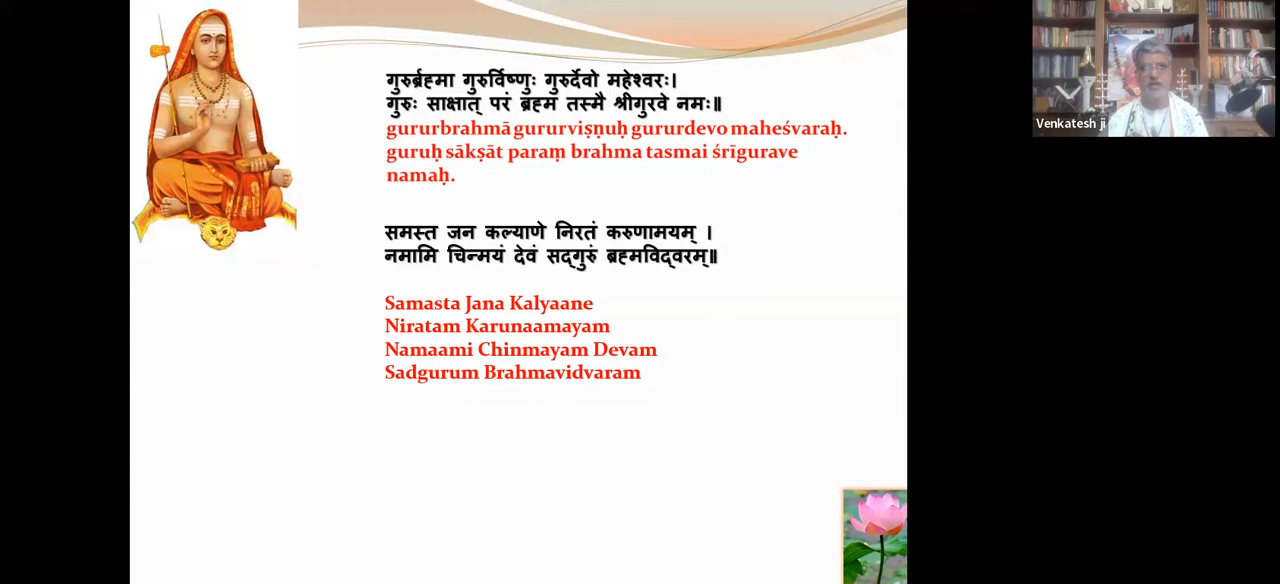 गुरुर्ब्रह्मा गुरुर्विष्णुः गुरुर्देवो महेश्वरः।
गुरुः साक्षात् परं ब्रह्म तस्मै श्रीगुरवे नमः॥
gururbrahmā gururviṣṇuḥ gururdevo maheśvaraḥ.
guruḥ sākṣāt paraṃ brahma tasmai śrīgurave
namaḥ.
समस्त जन कल्याणे निरतं करुणामयम् ।
नमामि चिन्मयं देवं सद्गुरुं ब्रह्मविद्वरम्॥
Samasta Jana Kalyaane
Niratam Karunaamayam
Namaami Chinmayam Devam
Sadgurum Brahmavidvaram
Venkatesh ji